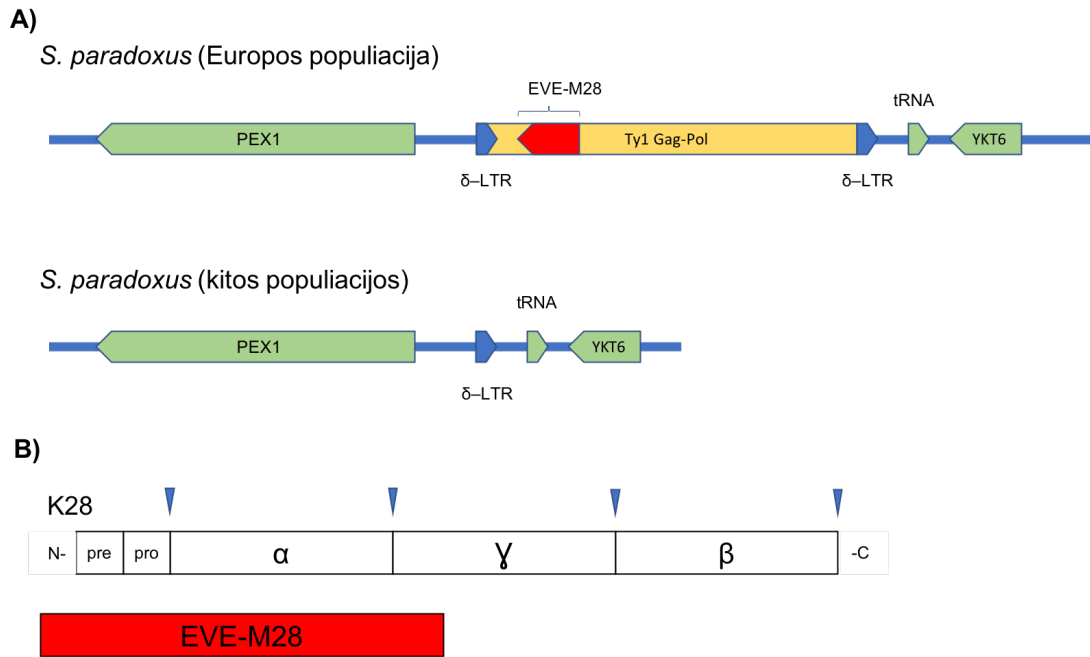 A)
S. paradoxus (Europos populiacija)
EVE-M28
tRNA
PEX1
Ty1 Gag-Pol
YKT6
δ–LTR
δ–LTR
S. paradoxus (kitos populiacijos)
tRNA
PEX1
YKT6
δ–LTR
B)
K28
N-
pre
pro
α
Ɣ
β
-C
EVE-M28